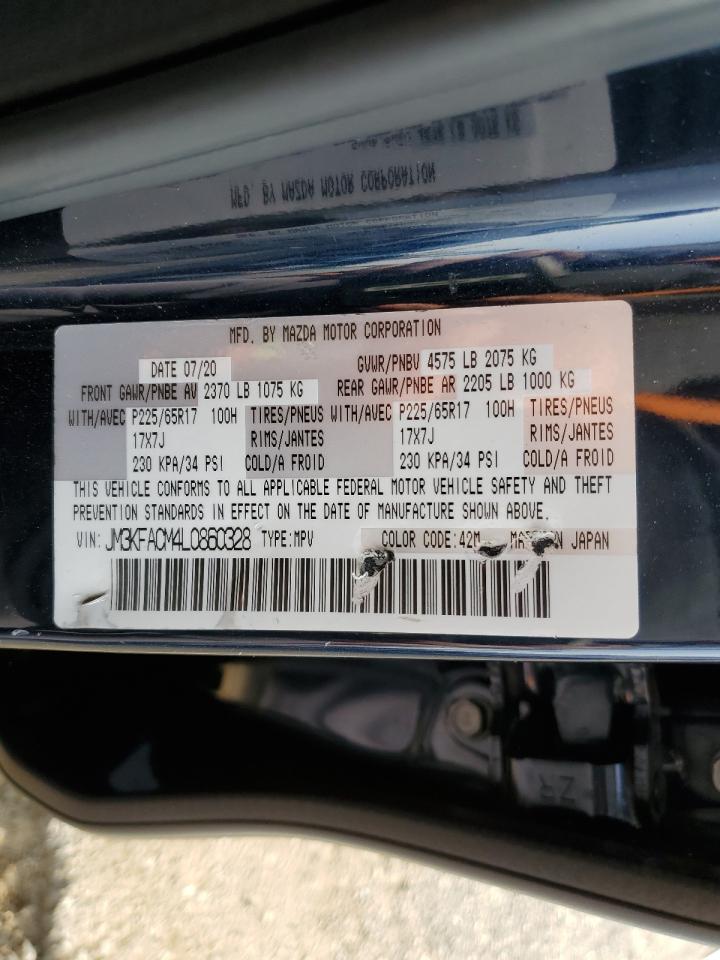 MFD. BY MAZDA MOTOR CORPORATION
DATE 07/20 GVWR/PNBV 4575 LB 2075 KG
FRONT GAWR/PNBE AV 2370 LB 1075 KG REAR GAWR/PNBE AR 2205 LB 1000 KG
WITH/AVEC P225/65R17 100H TIRES/PNEUS WITH/AVEC P225/65R17 100H TIRES/PNEUS
17X7J RIMS/JANTES 17X7J RIMS/JANTES
230 KPA/34 PSI COLD/A FROID 230 KPA/34 PSI COLD/A FROID
THIS VEHICLE CONFORMS TO ALL APPLICABLE FEDERAL MOTOR VEHICLE SAFETY AND THEFT
PREVENTION STANDARDS IN EFFECT ON THE DATE OF MANUFACTURE SHOWN ABOVE.
VIN: JM3KFACM4L0860328 TYPE:MPV COLOR CODE:42M IN JAPAN
ZR